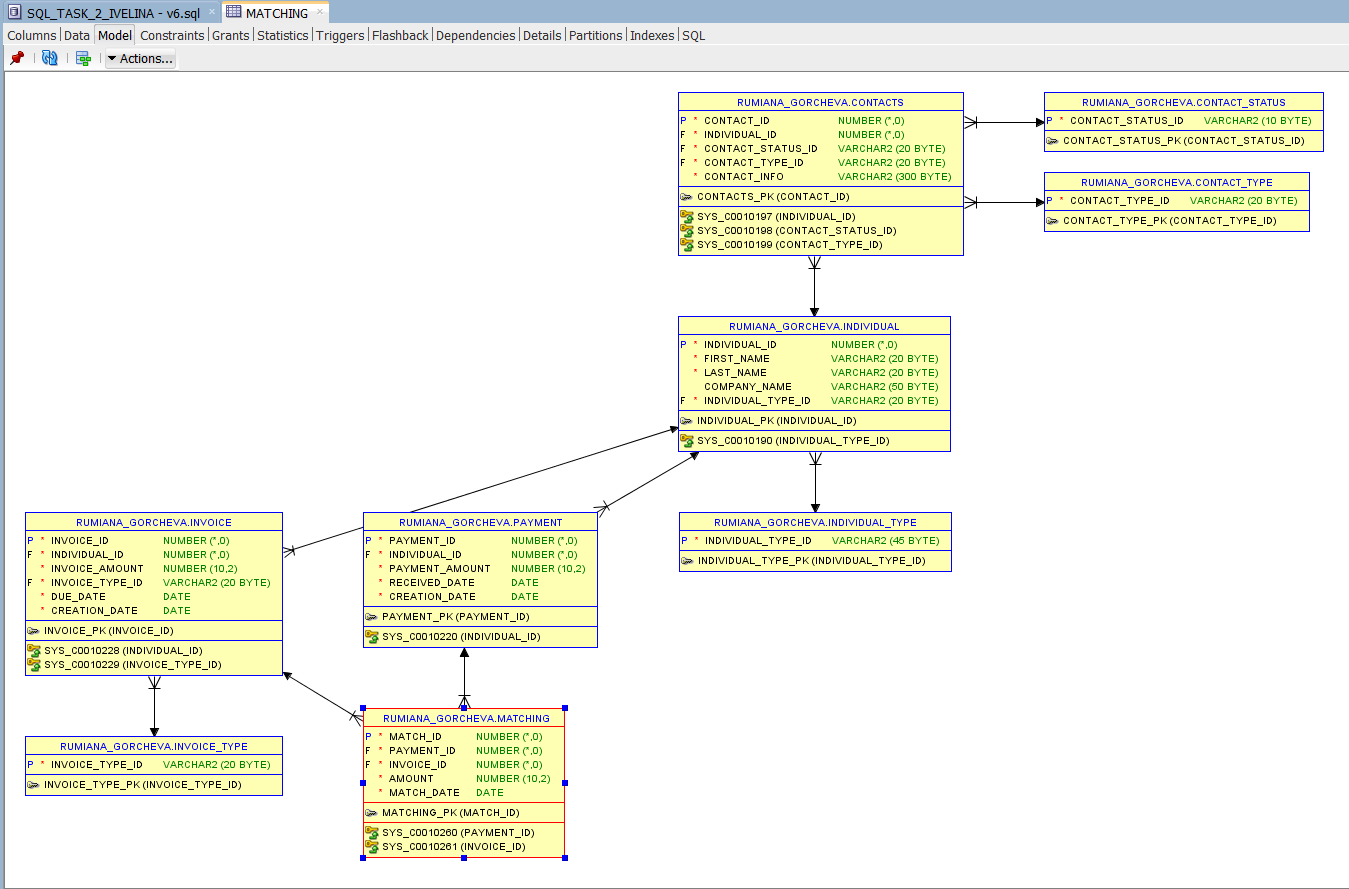 SQL_TASK_2_IVELINA - v6.sql × MATCHING ×
Columns Data Model Constraints Grants Statistics Triggers Flashback Dependencies Details Partitions Indexes SQL
Actions...
RUMIANA_GORCHEVA.CONTACTS
P * CONTACT_ID NUMBER (*,0)
F * INDIVIDUAL_ID NUMBER (*,0)
F * CONTACT_STATUS_ID VARCHAR2 (20 BYTE)
F * CONTACT_TYPE_ID VARCHAR2 (20 BYTE)
* CONTACT_INFO VARCHAR2 (300 BYTE)
CONTACTS_PK (CONTACT_ID)
SYS_C0010197 (INDIVIDUAL_ID)
SYS_C0010198 (CONTACT_STATUS_ID)
SYS_C0010199 (CONTACT_TYPE_ID)
RUMIANA_GORCHEVA.CONTACT_STATUS
P * CONTACT_STATUS_ID VARCHAR2 (10 BYTE)
CONTACT_STATUS_PK (CONTACT_STATUS_ID)
RUMIANA_GORCHEVA.CONTACT_TYPE
P * CONTACT_TYPE_ID VARCHAR2 (20 BYTE)
CONTACT_TYPE_PK (CONTACT_TYPE_ID)
RUMIANA_GORCHEVA.INDIVIDUAL
P * INDIVIDUAL_ID NUMBER (*,0)
* FIRST_NAME VARCHAR2 (20 BYTE)
* LAST_NAME VARCHAR2 (20 BYTE)
COMPANY_NAME VARCHAR2 (50 BYTE)
F * INDIVIDUAL_TYPE_ID VARCHAR2 (20 BYTE)
INDIVIDUAL_PK (INDIVIDUAL_ID)
SYS_C0010190 (INDIVIDUAL_TYPE_ID)
RUMIANA_GORCHEVA.INVOICE
P * INVOICE_ID NUMBER (*,0)
F * INDIVIDUAL_ID NUMBER (*,0)
* INVOICE_AMOUNT NUMBER (10,2)
F * INVOICE_TYPE_ID VARCHAR2 (20 BYTE)
* DUE_DATE DATE
* CREATION_DATE DATE
INVOICE_PK (INVOICE_ID)
SYS_C0010228 (INDIVIDUAL_ID)
SYS_C0010229 (INVOICE_TYPE_ID)
RUMIANA_GORCHEVA.PAYMENT
P * PAYMENT_ID NUMBER (*,0)
F * INDIVIDUAL_ID NUMBER (*,0)
* PAYMENT_AMOUNT NUMBER (10,2)
* RECEIVED_DATE DATE
* CREATION_DATE DATE
PAYMENT_PK (PAYMENT_ID)
SYS_C0010220 (INDIVIDUAL_ID)
RUMIANA_GORCHEVA.INDIVIDUAL_TYPE
P * INDIVIDUAL_TYPE_ID VARCHAR2 (45 BYTE)
INDIVIDUAL_TYPE_PK (INDIVIDUAL_TYPE_ID)
RUMIANA_GORCHEVA.INVOICE_TYPE
P * INVOICE_TYPE_ID VARCHAR2 (20 BYTE)
INVOICE_TYPE_PK (INVOICE_TYPE_ID)
RUMIANA_GORCHEVA.MATCHING
P * MATCH_ID NUMBER (*,0)
F * PAYMENT_ID NUMBER (*,0)
F * INVOICE_ID NUMBER (*,0)
* AMOUNT NUMBER (10,2)
* MATCH_DATE DATE
MATCHING_PK (MATCH_ID)
SYS_C0010260 (PAYMENT_ID)
SYS_C0010261 (INVOICE_ID)